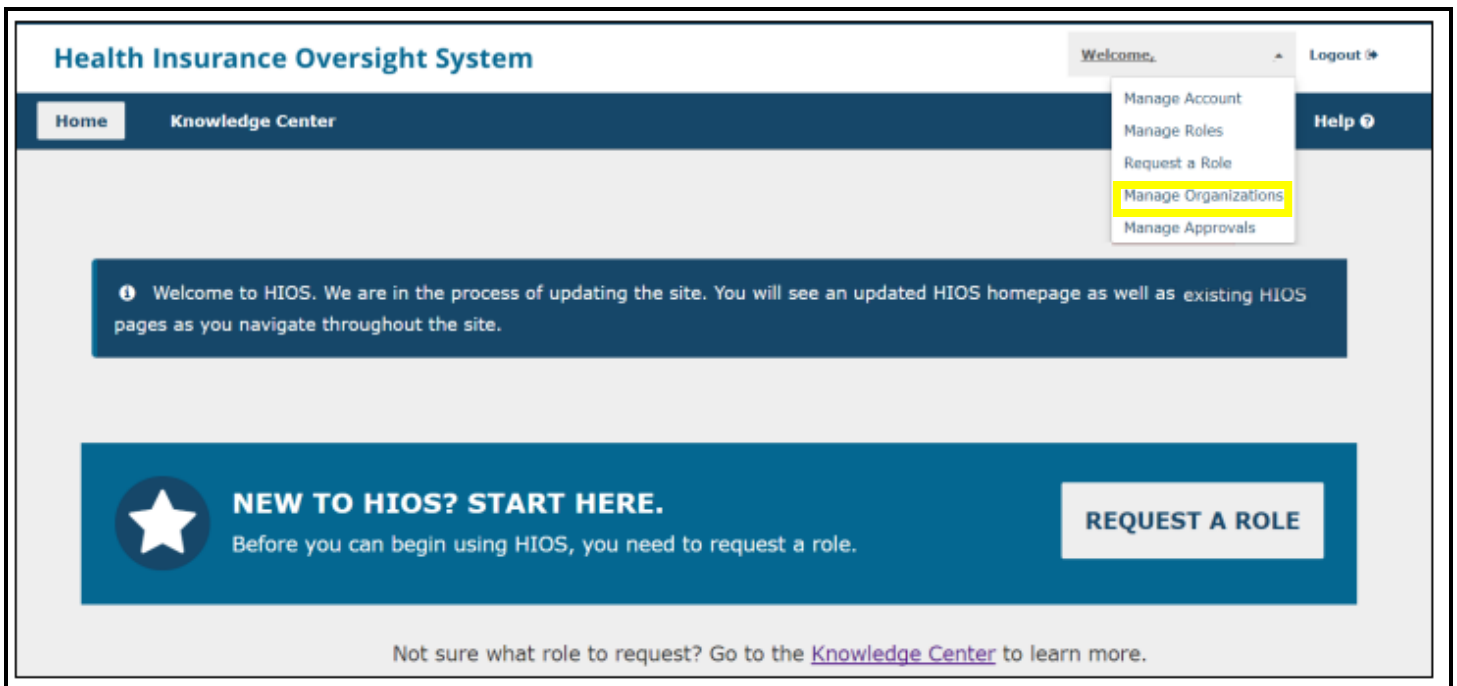 Health Insurance Oversight System
Welcome,
Logout
Home
Knowledge Center
Help
Manage Account
Manage Roles
Request a Role
Manage Organizations
Manage Approvals
Welcome to HIOS. We are in the process of updating the site. You will see an updated HIOS homepage as well as existing HIOS
pages as you navigate throughout the site.
NEW TO HIOS? START HERE.
Before you can begin using HIOS, you need to request a role.
REQUEST A ROLE
Not sure what role to request? Go to the Knowledge Center to learn more.